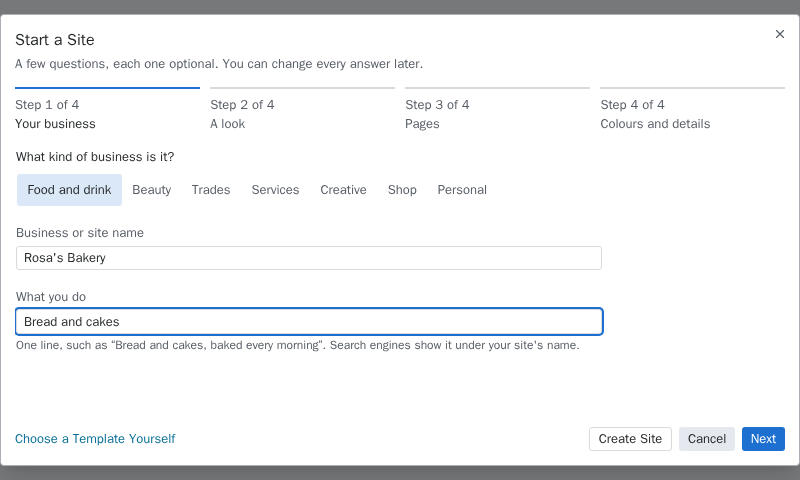 Start a Site
×
A few questions, each one optional. You can change every answer later.
Step 1 of 4
Your business
Step 2 of 4
A look
Step 3 of 4
Pages
Step 4 of 4
Colours and details
What kind of business is it?
Food and drink Beauty Trades Services Creative Shop Personal
Business or site name
Rosa's Bakery
What you do
Bread and cakes
One line, such as “Bread and cakes, baked every morning”. Search engines show it under your site's name.
Choose a Template Yourself
Create Site Cancel Next